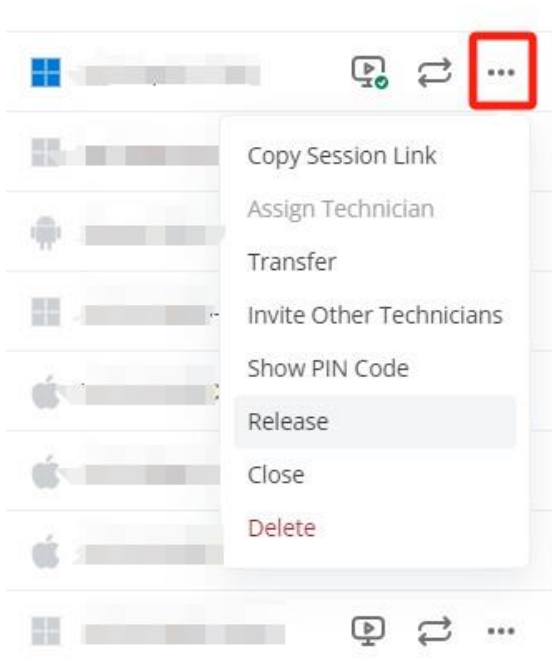 Copy Session Link
Assign Technician
Transfer
Invite Other Technicians
Show PIN Code
Release
Close
Delete